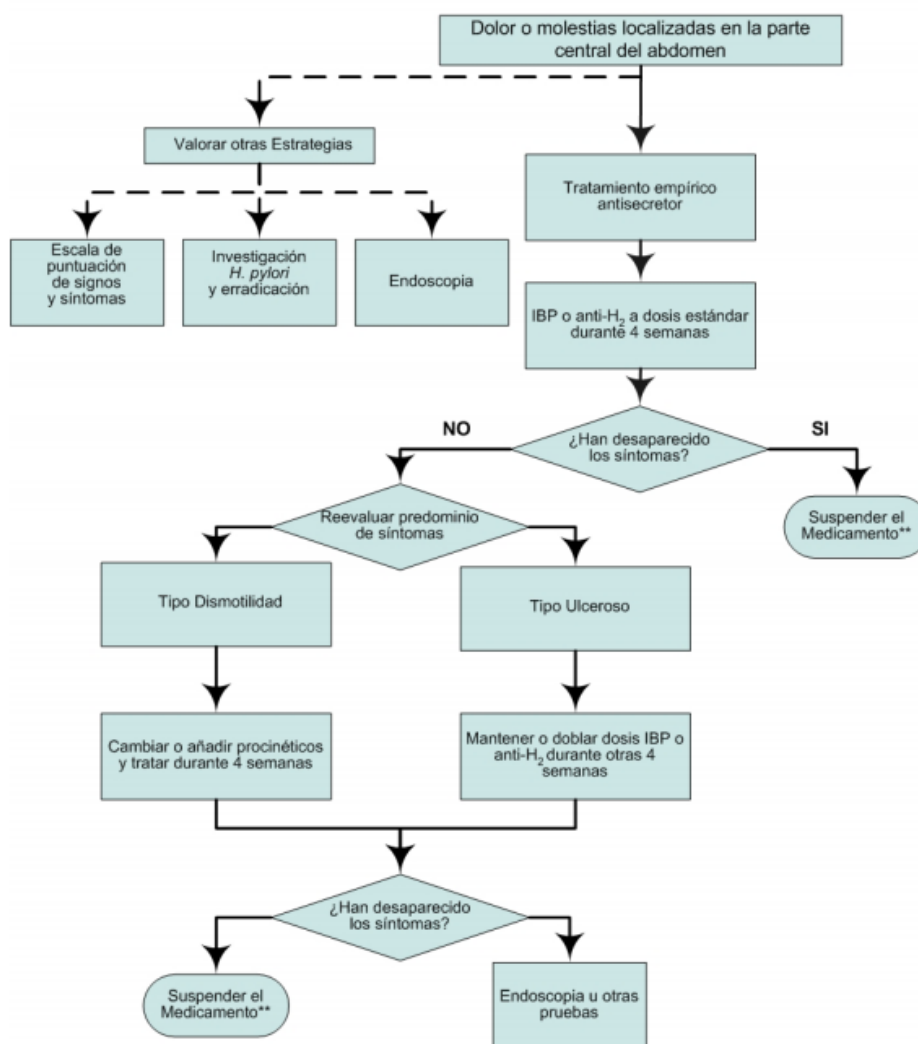 Dolor o molestias localizadas en la parte
central del abdomen
Valorar otras Estrategias
Tratamiento empírico
antisecretor
Escala de
puntuación
de signos
y síntomas
Investigación
H. pylori
y erradicación
Endoscopia
IBP o anti-H₂ a dosis estándar
durante 4 semanas
NO
SI
¿Han desaparecido
los síntomas?
Suspender el
Medicamento**
Reevaluar predominio
de síntomas
Tipo Dismotilidad
Tipo Ulceroso
Cambiar o añadir procinéticos
y tratar durante 4 semanas
Mantener o doblar dosis IBP o
anti-H₂ durante otras 4
semanas
¿Han desaparecido
los síntomas?
Suspender el
Medicamento**
Endoscopia u otras
pruebas